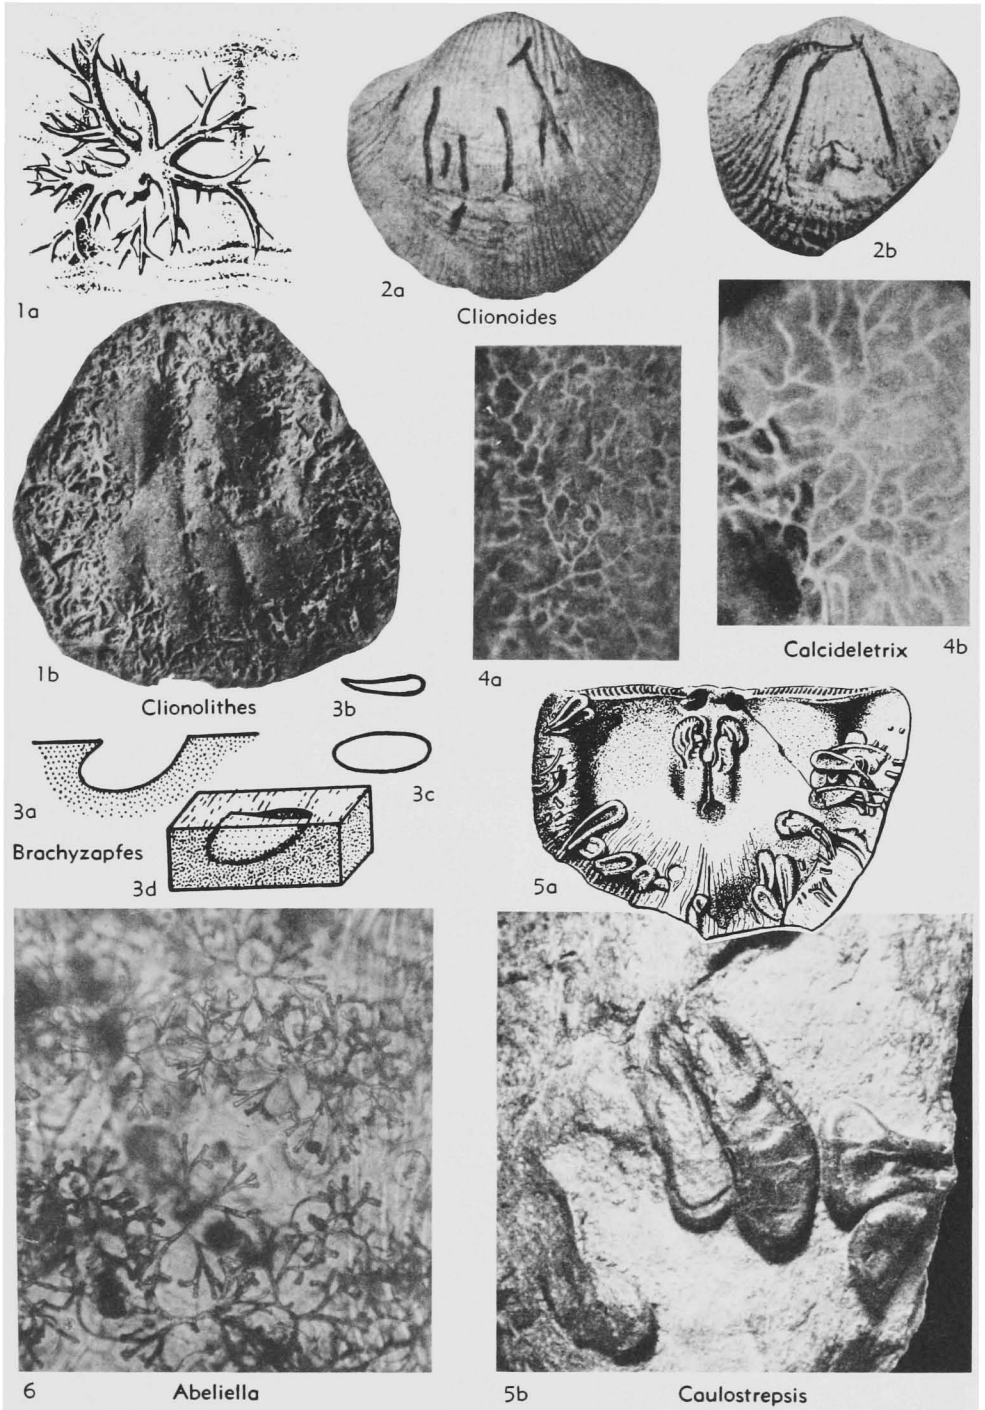 1a
2a
2b
Clionoides
1b
Clionolithes
4a
Calcideletrix
4b
3b
3a
3c
Brachyzapfes
3d
5a
6
Abeliella
5b
Caulostrepsis